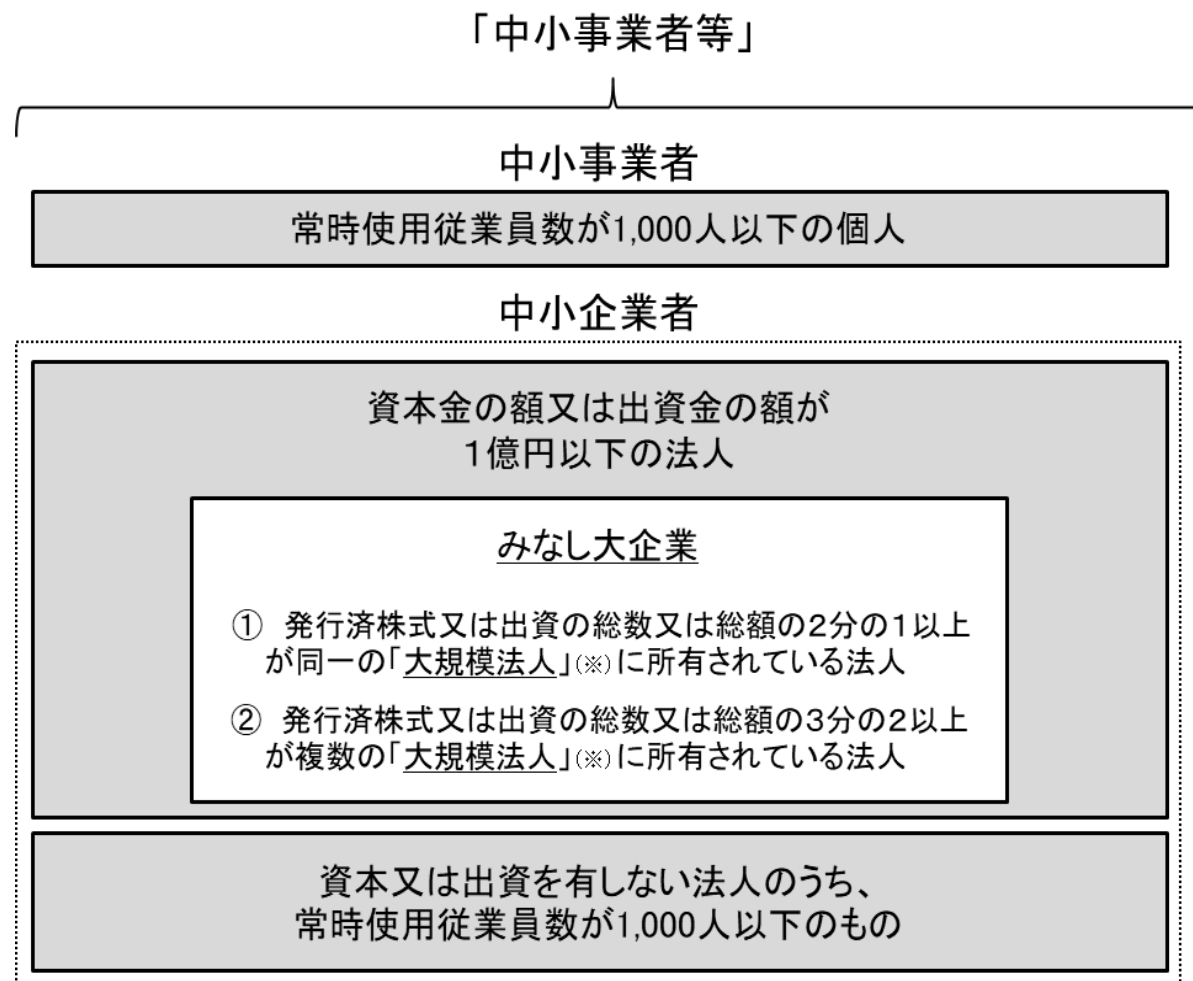 「中小事業者等」
中小事業者
常時使用従業員数が1,000人以下の個人
中小企業者
資本金の額又は出資金の額が
１億円以下の法人
みなし大企業
①　発行済株式又は出資の総数又は総額の２分の１以上
が同一の「大規模法人」(※)に所有されている法人
②　発行済株式又は出資の総数又は総額の３分の２以上
が複数の「大規模法人」(※)に所有されている法人
資本又は出資を有しない法人のうち、
常時使用従業員数が1,000人以下のもの